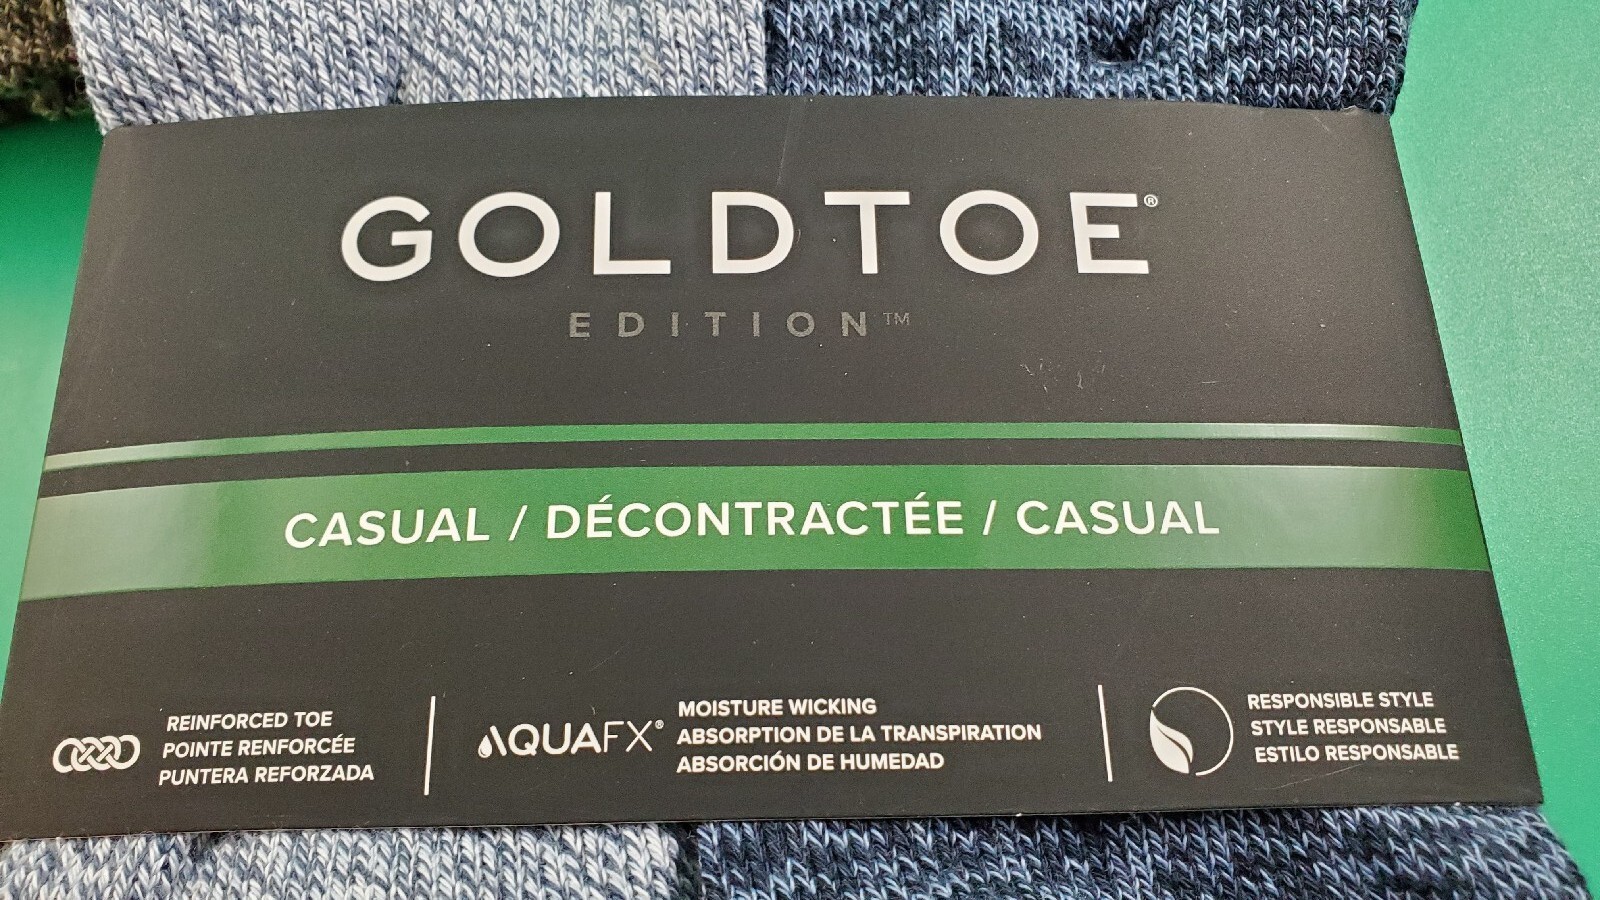 GOLDTOE®
EDITION™
CASUAL / DÉCONTRACTÉE / CASUAL
REINFORCED TOE
POINTE RENFORCÉE
PUNTERA REFORZADA
AQUAFX®
MOISTURE WICKING
ABSORPTION DE LA TRANSPIRATION
ABSORCIÓN DE HUMEDAD
RESPONSIBLE STYLE
STYLE RESPONSABLE
ESTILO RESPONSABLE